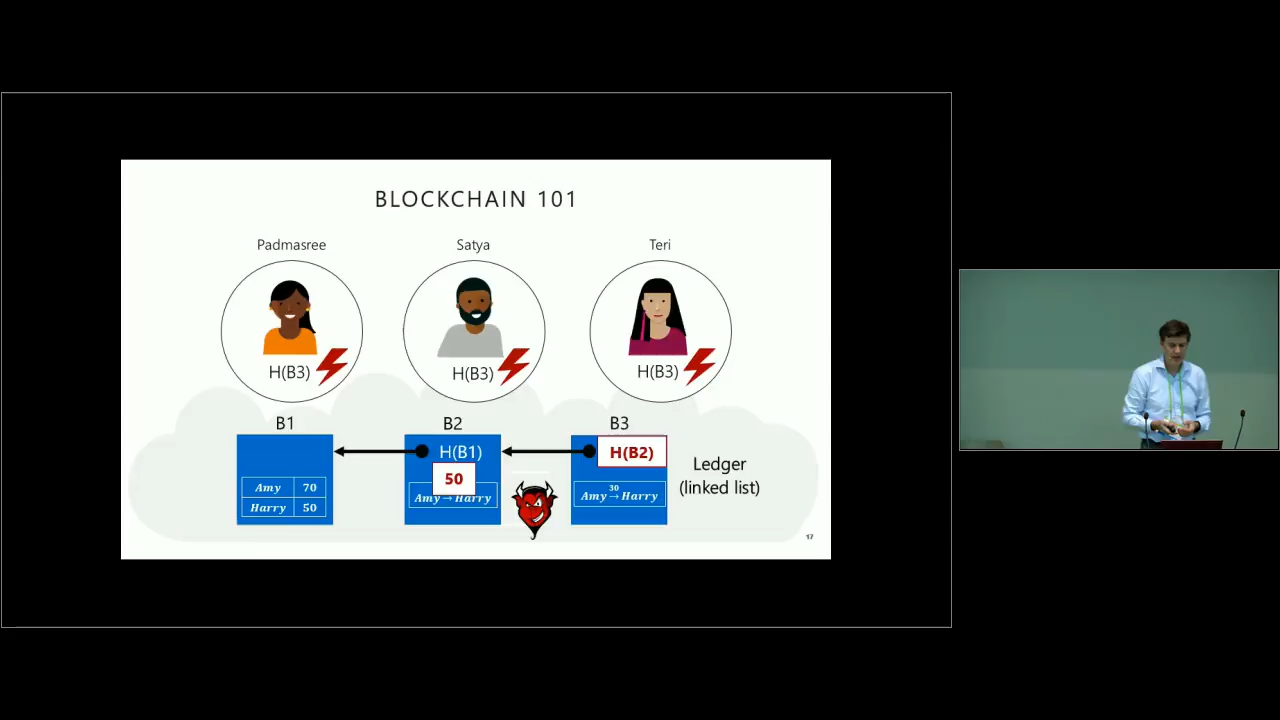 BLOCKCHAIN 101
Padmasree Satya Teri
H(B3) H(B3) H(B3)
B1 B2 B3
H(B1) H(B2)
Amy 70
Harry 50
50
Amy → Harry
30
Amy → Harry
Ledger
(linked list)
17